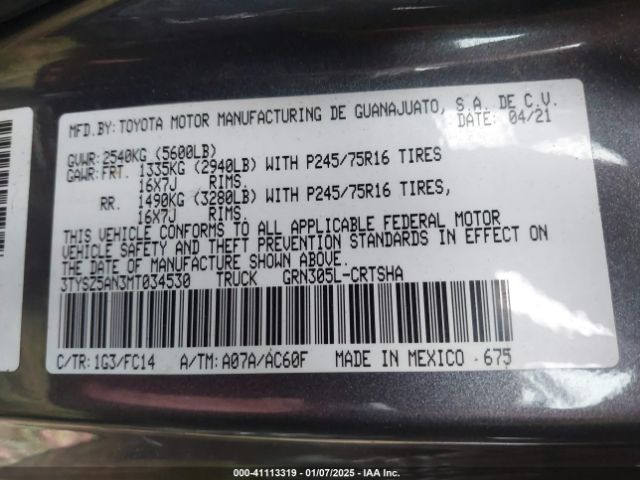 MFD.BY: TOYOTA MOTOR MANUFACTURING DE GUANAJUATO, S.A. DE C.V.
DATE: 04/21
GVWR: 2540KG (5600LB)
GAWR: FRT. 1335KG (2940LB) WITH P245/75R16 TIRES
16X7J RIMS.
RR. 1490KG (3280LB) WITH P245/75R16 TIRES,
16X7J RIMS.
THIS VEHICLE CONFORMS TO ALL APPLICABLE FEDERAL MOTOR
VEHICLE SAFETY AND THEFT PREVENTION STANDARDS IN EFFECT ON
THE DATE OF MANUFACTURE SHOWN ABOVE.
3TYSZ5AN3MT034530 TRUCK GRN305L-CRTSHA
C/TR: 1G3/FC14 A/TM: A07A/AC60F MADE IN MEXICO 675
000-41113319 - 01/07/2025 - IAA Inc.